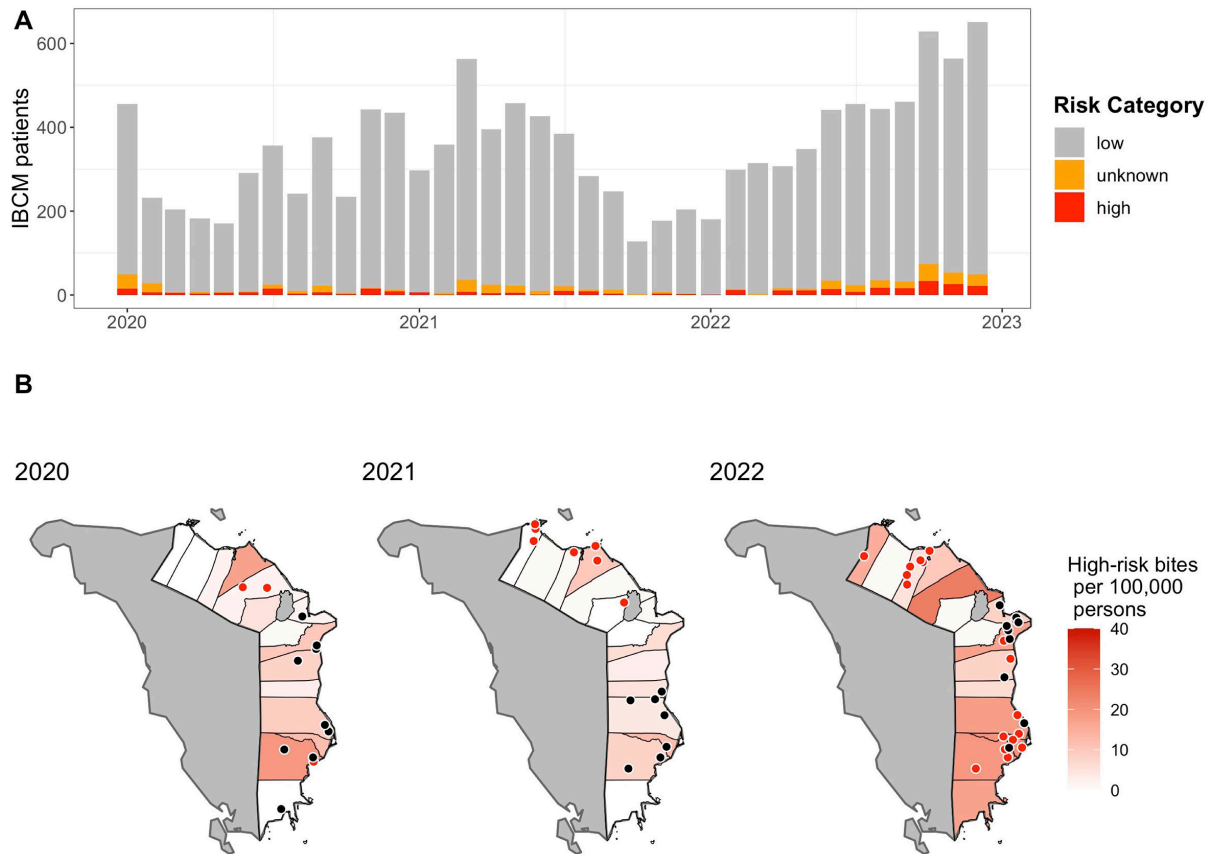 A
600
400
200
0
IBCM patients
2020
2021
2022
2023
Risk Category
low
unknown
high
B
2020
2021
2022
High-risk bites
per 100,000
persons
40
30
20
10
0